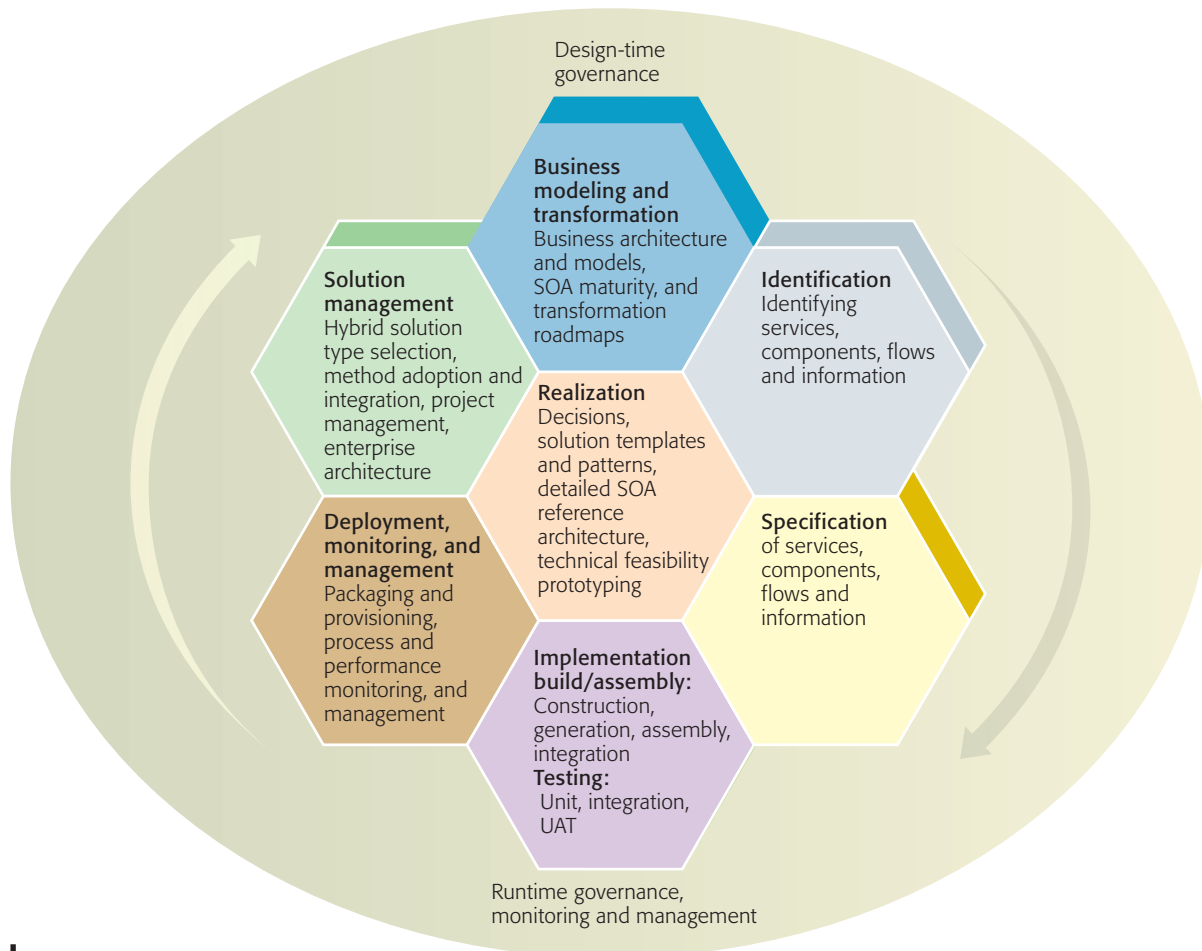 Design-time
governance
Business
modeling and
transformation
Business architecture
and models,
SOA maturity, and
transformation
roadmaps
Solution
management
Hybrid solution
type selection,
method adoption and
integration, project
management,
enterprise
architecture
Identification
Identifying
services,
components, flows
and information
Realization
Decisions,
solution templates
and patterns,
detailed SOA
reference
architecture,
technical feasibility
prototyping
Deployment,
monitoring, and
management
Packaging and
provisioning,
process and
performance
monitoring, and
management
Specification
of services,
components,
flows and
information
Implementation
build/assembly:
Construction,
generation, assembly,
integration
Testing:
Unit, integration,
UAT
Runtime governance,
monitoring and management